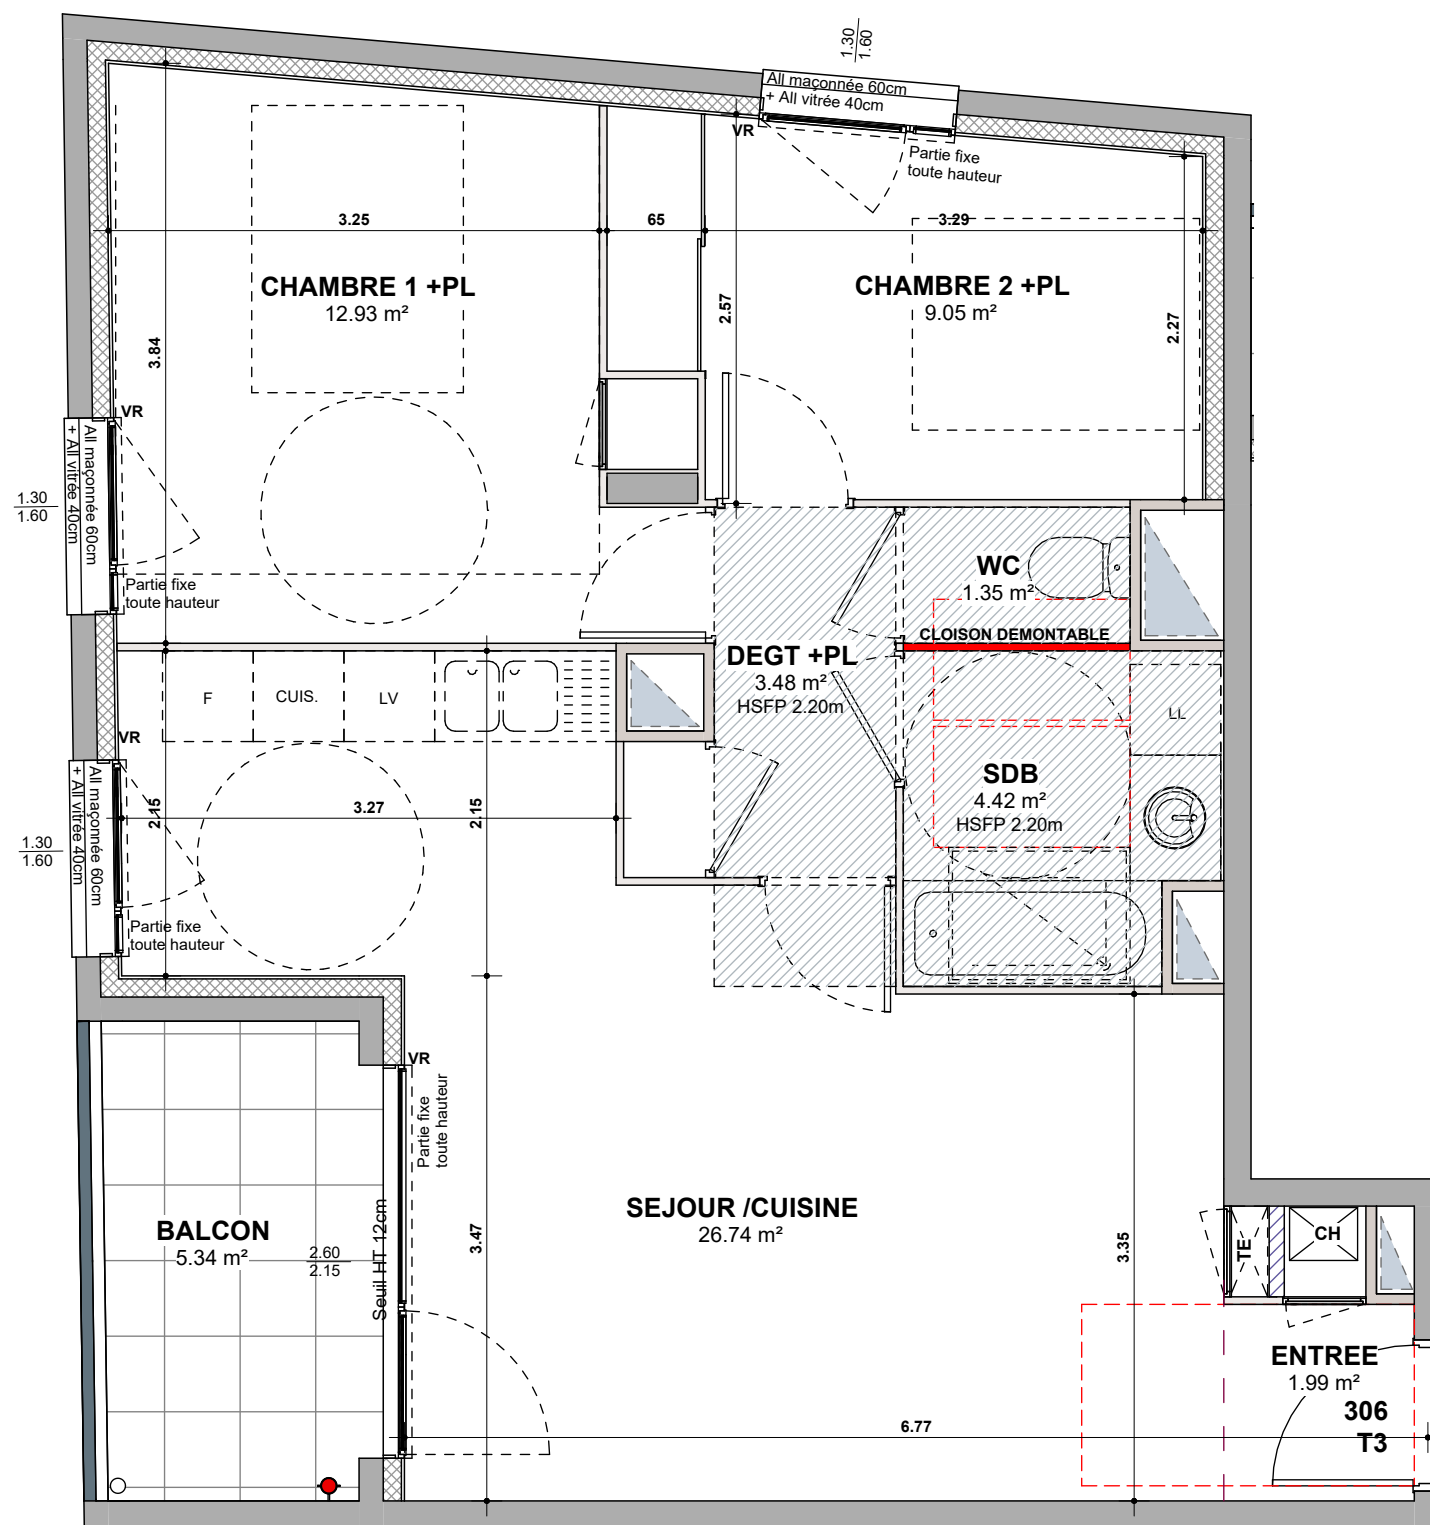 1.30
1.60
All maçonnée 60cm
+ All vitrée 40cm
VR
Partie fixe
toute hauteur
3.25
65
3.29
CHAMBRE 1 +PL
12.93 m²
CHAMBRE 2 +PL
9.05 m²
2.57
2.27
3.84
VR
All maçonnée 60cm
+ All vitrée 40cm
1.30
1.60
Partie fixe
toute hauteur
WC
1.35 m²
CLOISON DEMONTABLE
DEGT +PL
3.48 m²
HSFP 2.20m
F
CUIS.
LV
LL
VR
SDB
4.42 m²
HSFP 2.20m
All maçonnée 60cm
+ All vitrée 40cm
1.30
1.60
2.15
3.27
2.15
Partie fixe
toute hauteur
VR
Partie fixe
toute hauteur
BALCON
5.34 m²
2.60
2.15
Seuil HT 12cm
3.47
SEJOUR /CUISINE
26.74 m²
3.35
TE
CH
ENTREE
1.99 m²
306
T3
6.77